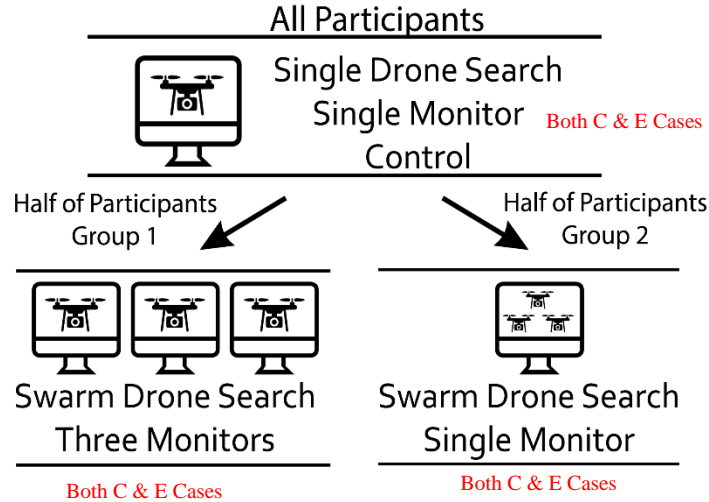 All Participants
Single Drone Search
Single Monitor
Control
Both C & E Cases
Half of Participants
Group 1
Half of Participants
Group 2
Swarm Drone Search
Three Monitors
Both C & E Cases
Swarm Drone Search
Single Monitor
Both C & E Cases